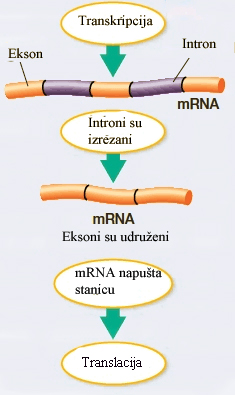 Transkripcija
Ekson
Intron
mRNA
Introni su
izrezani
mRNA
Eksoni su udruženi
mRNA napušta
stanicu
Translacija